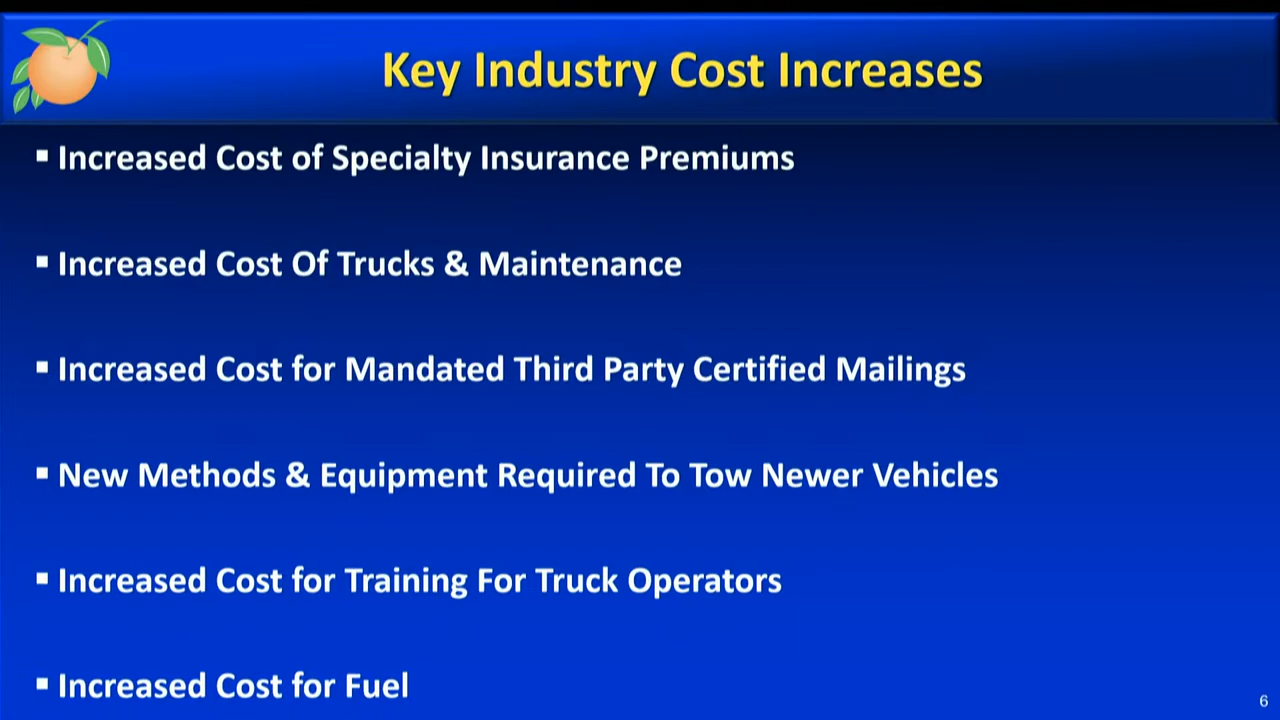 Key Industry Cost Increases
▪ Increased Cost of Specialty Insurance Premiums
▪ Increased Cost Of Trucks & Maintenance
▪ Increased Cost for Mandated Third Party Certified Mailings
▪ New Methods & Equipment Required To Tow Newer Vehicles
▪ Increased Cost for Training For Truck Operators
▪ Increased Cost for Fuel
6